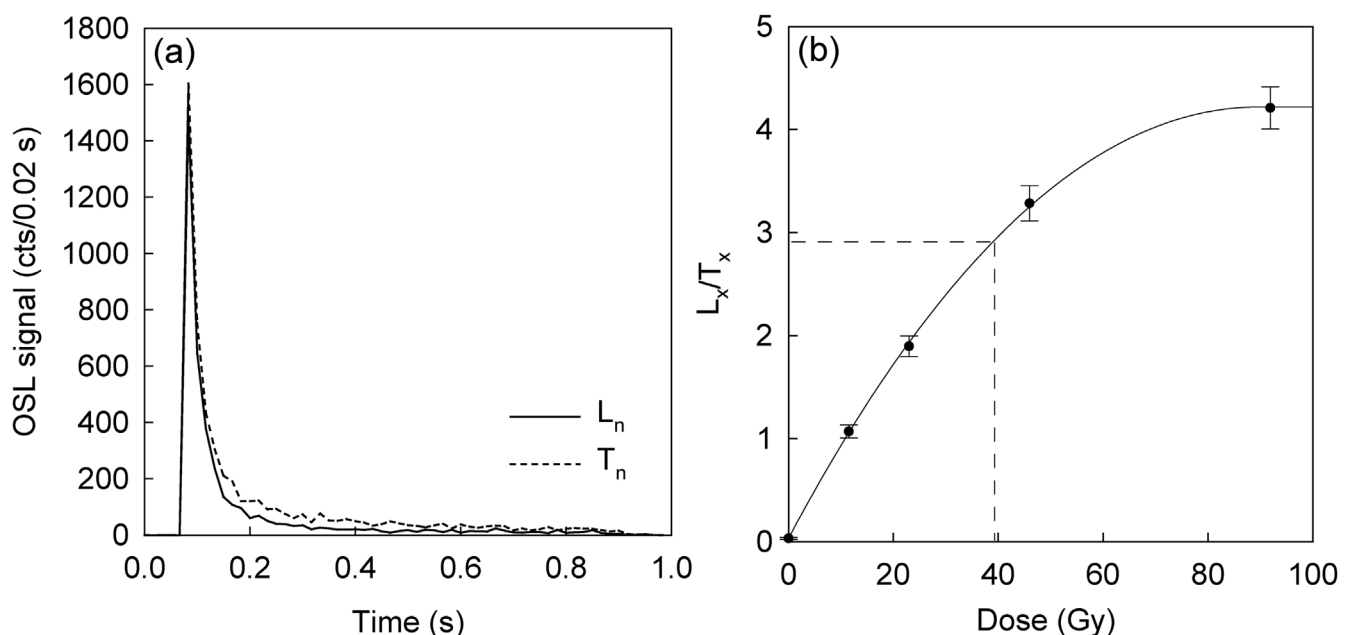 (a)
OSL signal (cts/0.02 s)
1800
1600
1400
1200
1000
800
600
400
200
0
0.0 0.2 0.4 0.6 0.8 1.0
Time (s)
Lₙ
Tₙ
(b)
Lₓ/Tₓ
5
4
3
2
1
0
0 20 40 60 80 100
Dose (Gy)